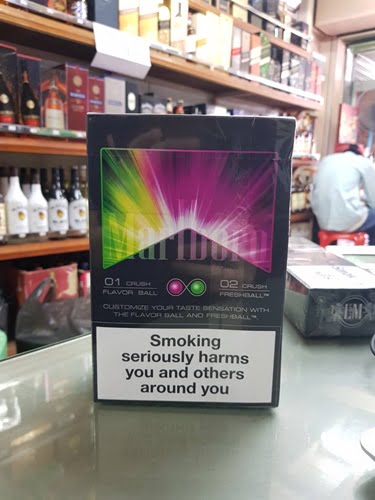 Marlboro
01 CRUSH
FLAVOR BALL
02 CRUSH
FRESHBALL™
CUSTOMIZE YOUR TASTE SENSATION WITH
THE FLAVOR BALL AND FRESHBALL™.
Smoking
seriously harms
you and others
around you
LM